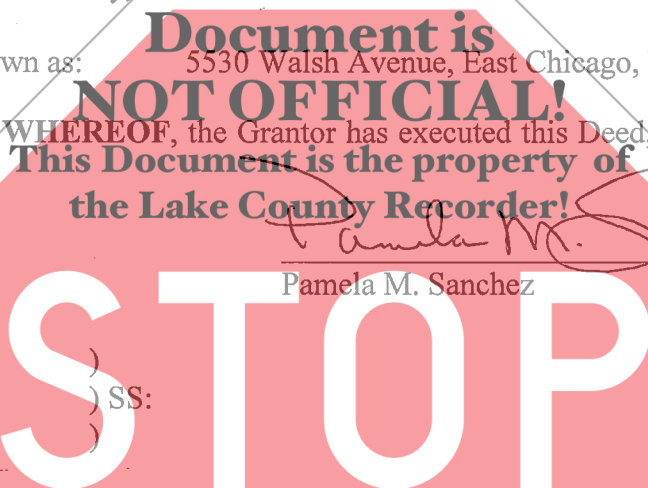 Document is
wn as: 5530 Walsh Avenue, East Chicago,
NOT OFFICIAL!
WHEREOF, the Grantor has executed this Deed,
This Document is the property of
the Lake County Recorder!
Pamela M. S
Pamela M. Sanchez
STOP
)
) SS:
)